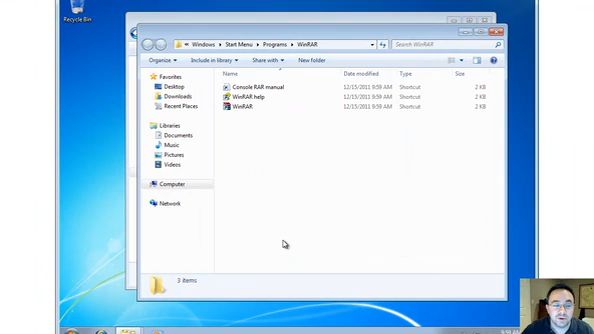 Recycle Bin
« Windows ▸ Start Menu ▸ Programs ▸ WinRAR
Search WinRAR
Organize
Include in library
Share with
New folder
Favorites
Desktop
Downloads
Recent Places
Libraries
Documents
Music
Pictures
Videos
Computer
Network
Name Date modified Type Size
Console RAR manual 12/15/2011 9:59 AM Shortcut 2 KB
WinRAR help 12/15/2011 9:59 AM Shortcut 2 KB
WinRAR 12/15/2011 9:59 AM Shortcut 2 KB
3 items
9:59 AM